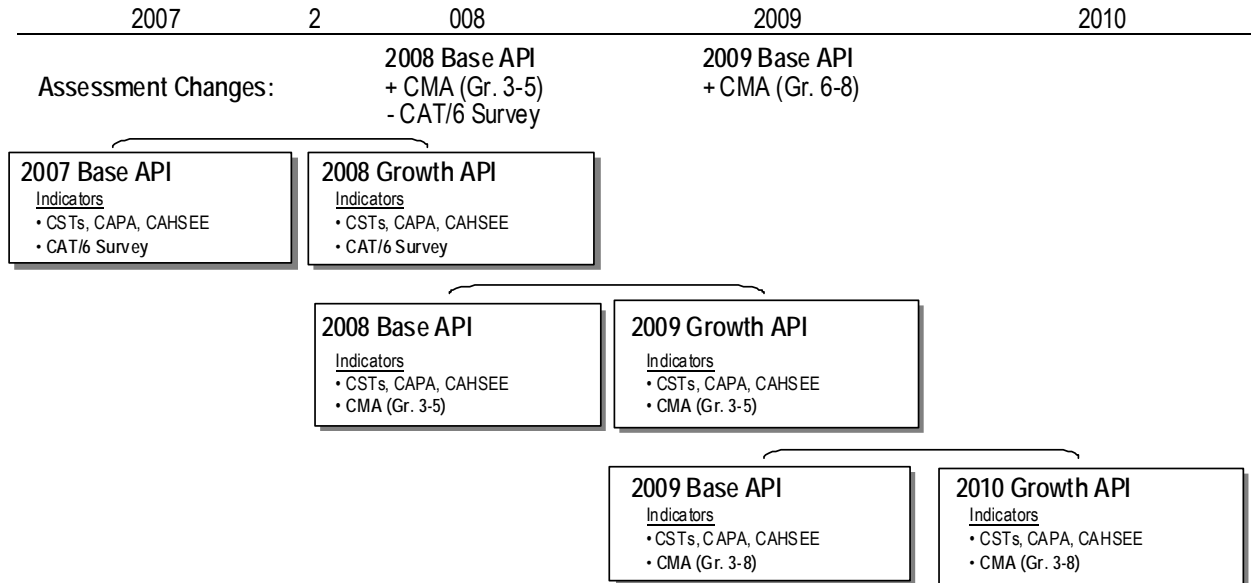 2007 2 008 2009 2010
Assessment Changes:
2008 Base API
+ CMA (Gr. 3-5)
- CAT/6 Survey
2009 Base API
+ CMA (Gr. 6-8)
2007 Base API
Indicators
• CSTs, CAPA, CAHSEE
• CAT/6 Survey
2008 Growth API
Indicators
• CSTs, CAPA, CAHSEE
• CAT/6 Survey
2008 Base API
Indicators
• CSTs, CAPA, CAHSEE
• CMA (Gr. 3-5)
2009 Growth API
Indicators
• CSTs, CAPA, CAHSEE
• CMA (Gr. 3-5)
2009 Base API
Indicators
• CSTs, CAPA, CAHSEE
• CMA (Gr. 3-8)
2010 Growth API
Indicators
• CSTs, CAPA, CAHSEE
• CMA (Gr. 3-8)